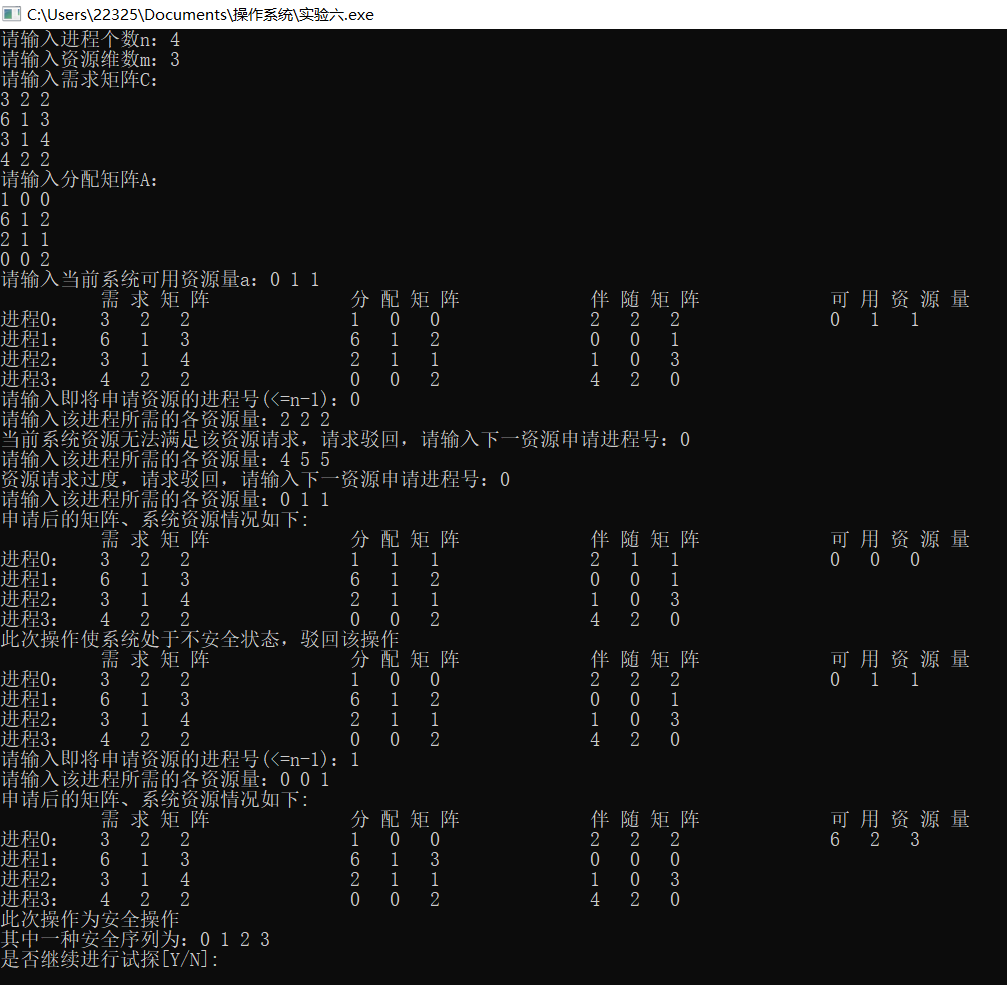 C:\Users\22325\Documents\操作系统\实验六.exe
请输入进程个数n: 4
请输入资源维数m: 3
请输入需求矩阵C:
3 2 2
6 1 3
3 1 4
4 2 2
请输入分配矩阵A:
1 0 0
6 1 2
2 1 1
0 0 2
请输入当前系统可用资源量a: 0 1 1
需 求 矩 阵 分 配 矩 阵 伴 随 矩 阵 可 用 资 源 量
进程0: 3 2 2 1 0 0 2 2 2 0 1 1
进程1: 6 1 3 6 1 2 0 0 1
进程2: 3 1 4 2 1 1 1 0 3
进程3: 4 2 2 0 0 2 4 2 0
请输入即将申请资源的进程号(<=n-1): 0
请输入该进程所需的各资源量: 2 2 2
当前系统资源无法满足该资源请求, 请求驳回, 请输入下一资源申请进程号: 0
请输入该进程所需的各资源量: 4 5 5
资源请求过度, 请求驳回, 请输入下一资源申请进程号: 0
请输入该进程所需的各资源量: 0 1 1
申请后的矩阵、系统资源情况如下:
需 求 矩 阵 分 配 矩 阵 伴 随 矩 阵 可 用 资 源 量
进程0: 3 2 2 1 1 1 2 1 1 0 0 0
进程1: 6 1 3 6 1 2 0 0 1
进程2: 3 1 4 2 1 1 1 0 3
进程3: 4 2 2 0 0 2 4 2 0
此次操作使系统处于不安全状态, 驳回该操作
需 求 矩 阵 分 配 矩 阵 伴 随 矩 阵 可 用 资 源 量
进程0: 3 2 2 1 0 0 2 2 2 0 1 1
进程1: 6 1 3 6 1 2 0 0 1
进程2: 3 1 4 2 1 1 1 0 3
进程3: 4 2 2 0 0 2 4 2 0
请输入即将申请资源的进程号(<=n-1): 1
请输入该进程所需的各资源量: 0 0 1
申请后的矩阵、系统资源情况如下:
需 求 矩 阵 分 配 矩 阵 伴 随 矩 阵 可 用 资 源 量
进程0: 3 2 2 1 0 0 2 2 2 6 2 3
进程1: 6 1 3 6 1 3 0 0 0
进程2: 3 1 4 2 1 1 1 0 3
进程3: 4 2 2 0 0 2 4 2 0
此次操作为安全操作
其中一种安全序列为: 0 1 2 3
是否继续进行试探[Y/N]: